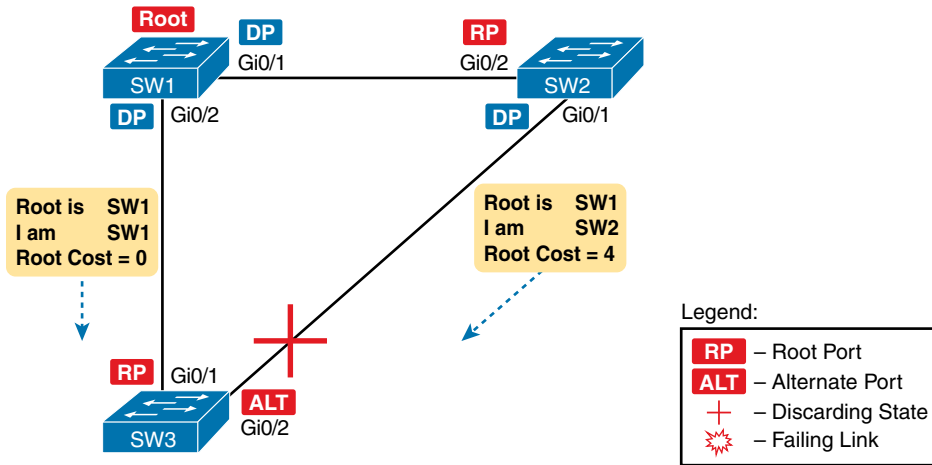 Root
DP
Gi0/1
RP
Gi0/2
SW1
SW2
DP
Gi0/2
DP
Gi0/1
Root is SW1
I am SW1
Root Cost = 0
Root is SW1
I am SW2
Root Cost = 4
RP
Gi0/1
ALT
Gi0/2
SW3
Legend:
RP – Root Port
ALT – Alternate Port
– Discarding State
– Failing Link